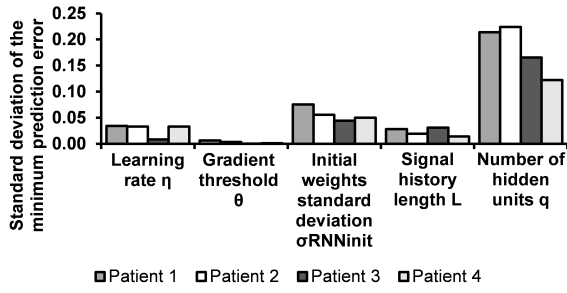 Standard deviation of the
minimum prediction error
0.25
0.20
0.15
0.10
0.05
0.00
Learning
rate η
Gradient
threshold
θ
Initial
weights
standard
deviation
σRNNinit
Signal
history
length L
Number of
hidden
units q
Patient 1
Patient 2
Patient 3
Patient 4